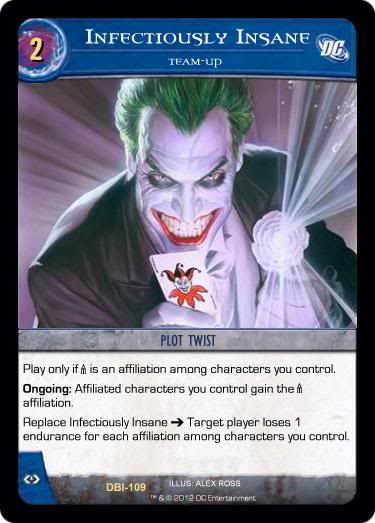 2
INFECTIOUSLY INSANE
DC
TEAM-UP
PLOT TWIST
Play only if is an affiliation among characters you control.
Ongoing: Affiliated characters you control gain the
affiliation.
Replace Infectiously Insane ➔ Target player loses 1
endurance for each affiliation among characters you control.
DBI-109
ILLUS: ALEX ROSS
™ & © 2012 DC Entertainment